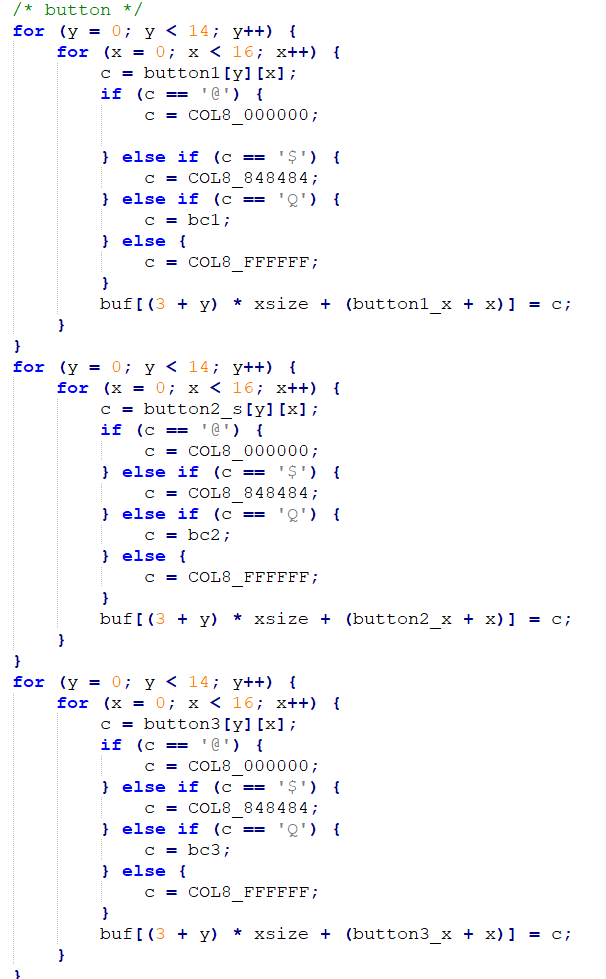 /* button */
for (y = 0; y < 14; y++) {
    for (x = 0; x < 16; x++) {
        c = button1[y][x];
        if (c == '@') {
            c = COL8_000000;

        } else if (c == '$') {
            c = COL8_848484;
        } else if (c == 'Q') {
            c = bc1;
        } else {
            c = COL8_FFFFFF;
        }
        buf[(3 + y) * xsize + (button1_x + x)] = c;
    }
}
for (y = 0; y < 14; y++) {
    for (x = 0; x < 16; x++) {
        c = button2_s[y][x];
        if (c == '@') {
            c = COL8_000000;
        } else if (c == '$') {
            c = COL8_848484;
        } else if (c == 'Q') {
            c = bc2;
        } else {
            c = COL8_FFFFFF;
        }
        buf[(3 + y) * xsize + (button2_x + x)] = c;
    }
}
for (y = 0; y < 14; y++) {
    for (x = 0; x < 16; x++) {
        c = button3[y][x];
        if (c == '@') {
            c = COL8_000000;
        } else if (c == '$') {
            c = COL8_848484;
        } else if (c == 'Q') {
            c = bc3;
        } else {
            c = COL8_FFFFFF;
        }
        buf[(3 + y) * xsize + (button3_x + x)] = c;
    }
}